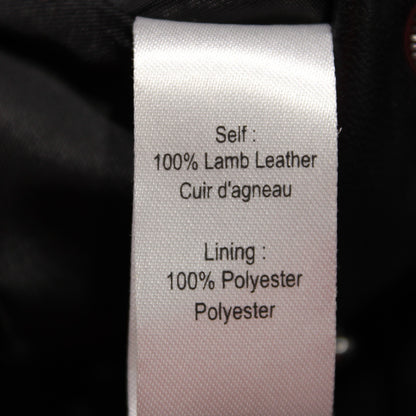 Self :
100% Lamb Leather
Cuir d'agneau
Lining :
100% Polyester
Polyester